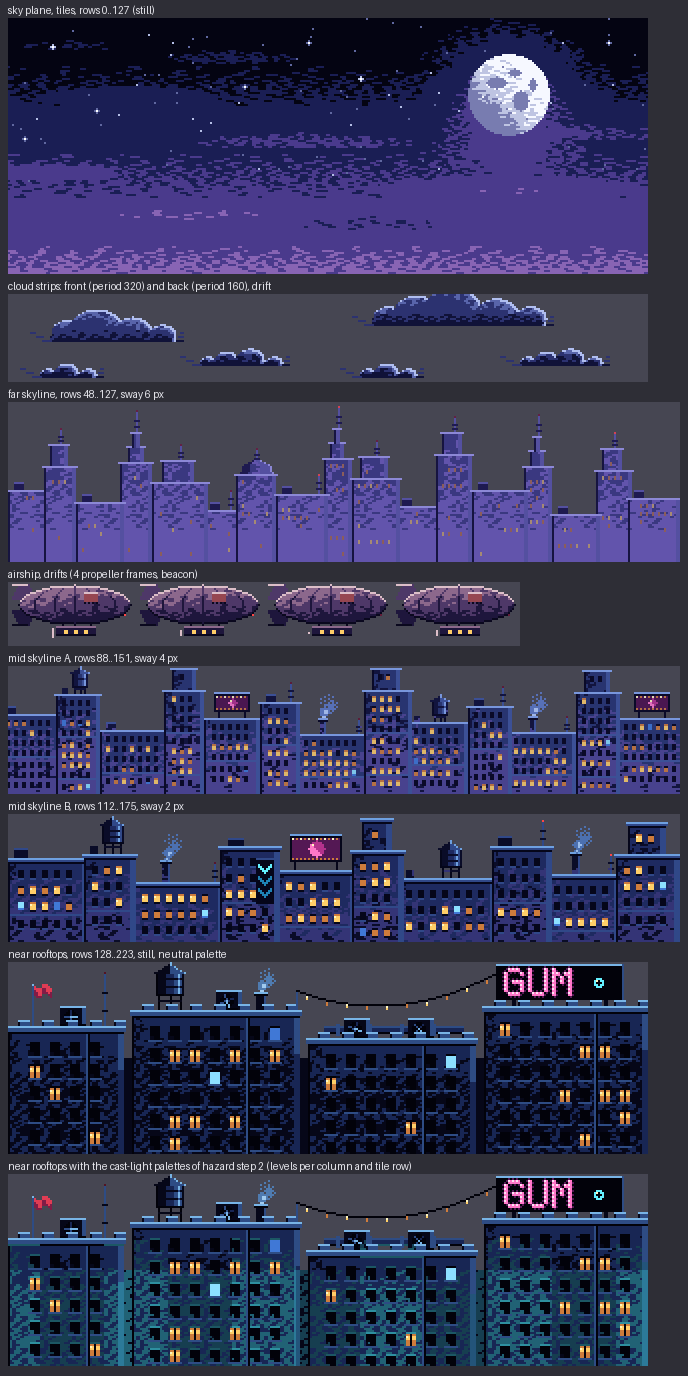 sky plane, tiles, rows 0..127 (still)
cloud strips: front (period 320) and back (period 160), drift
far skyline, rows 48..127, sway 6 px
airship, drifts (4 propeller frames, beacon)
mid skyline A, rows 88..151, sway 4 px
mid skyline B, rows 112..175, sway 2 px
near rooftops, rows 128..223, still, neutral palette
GUM
near rooftops with the cast-light palettes of hazard step 2 (levels per column and tile row)
GUM